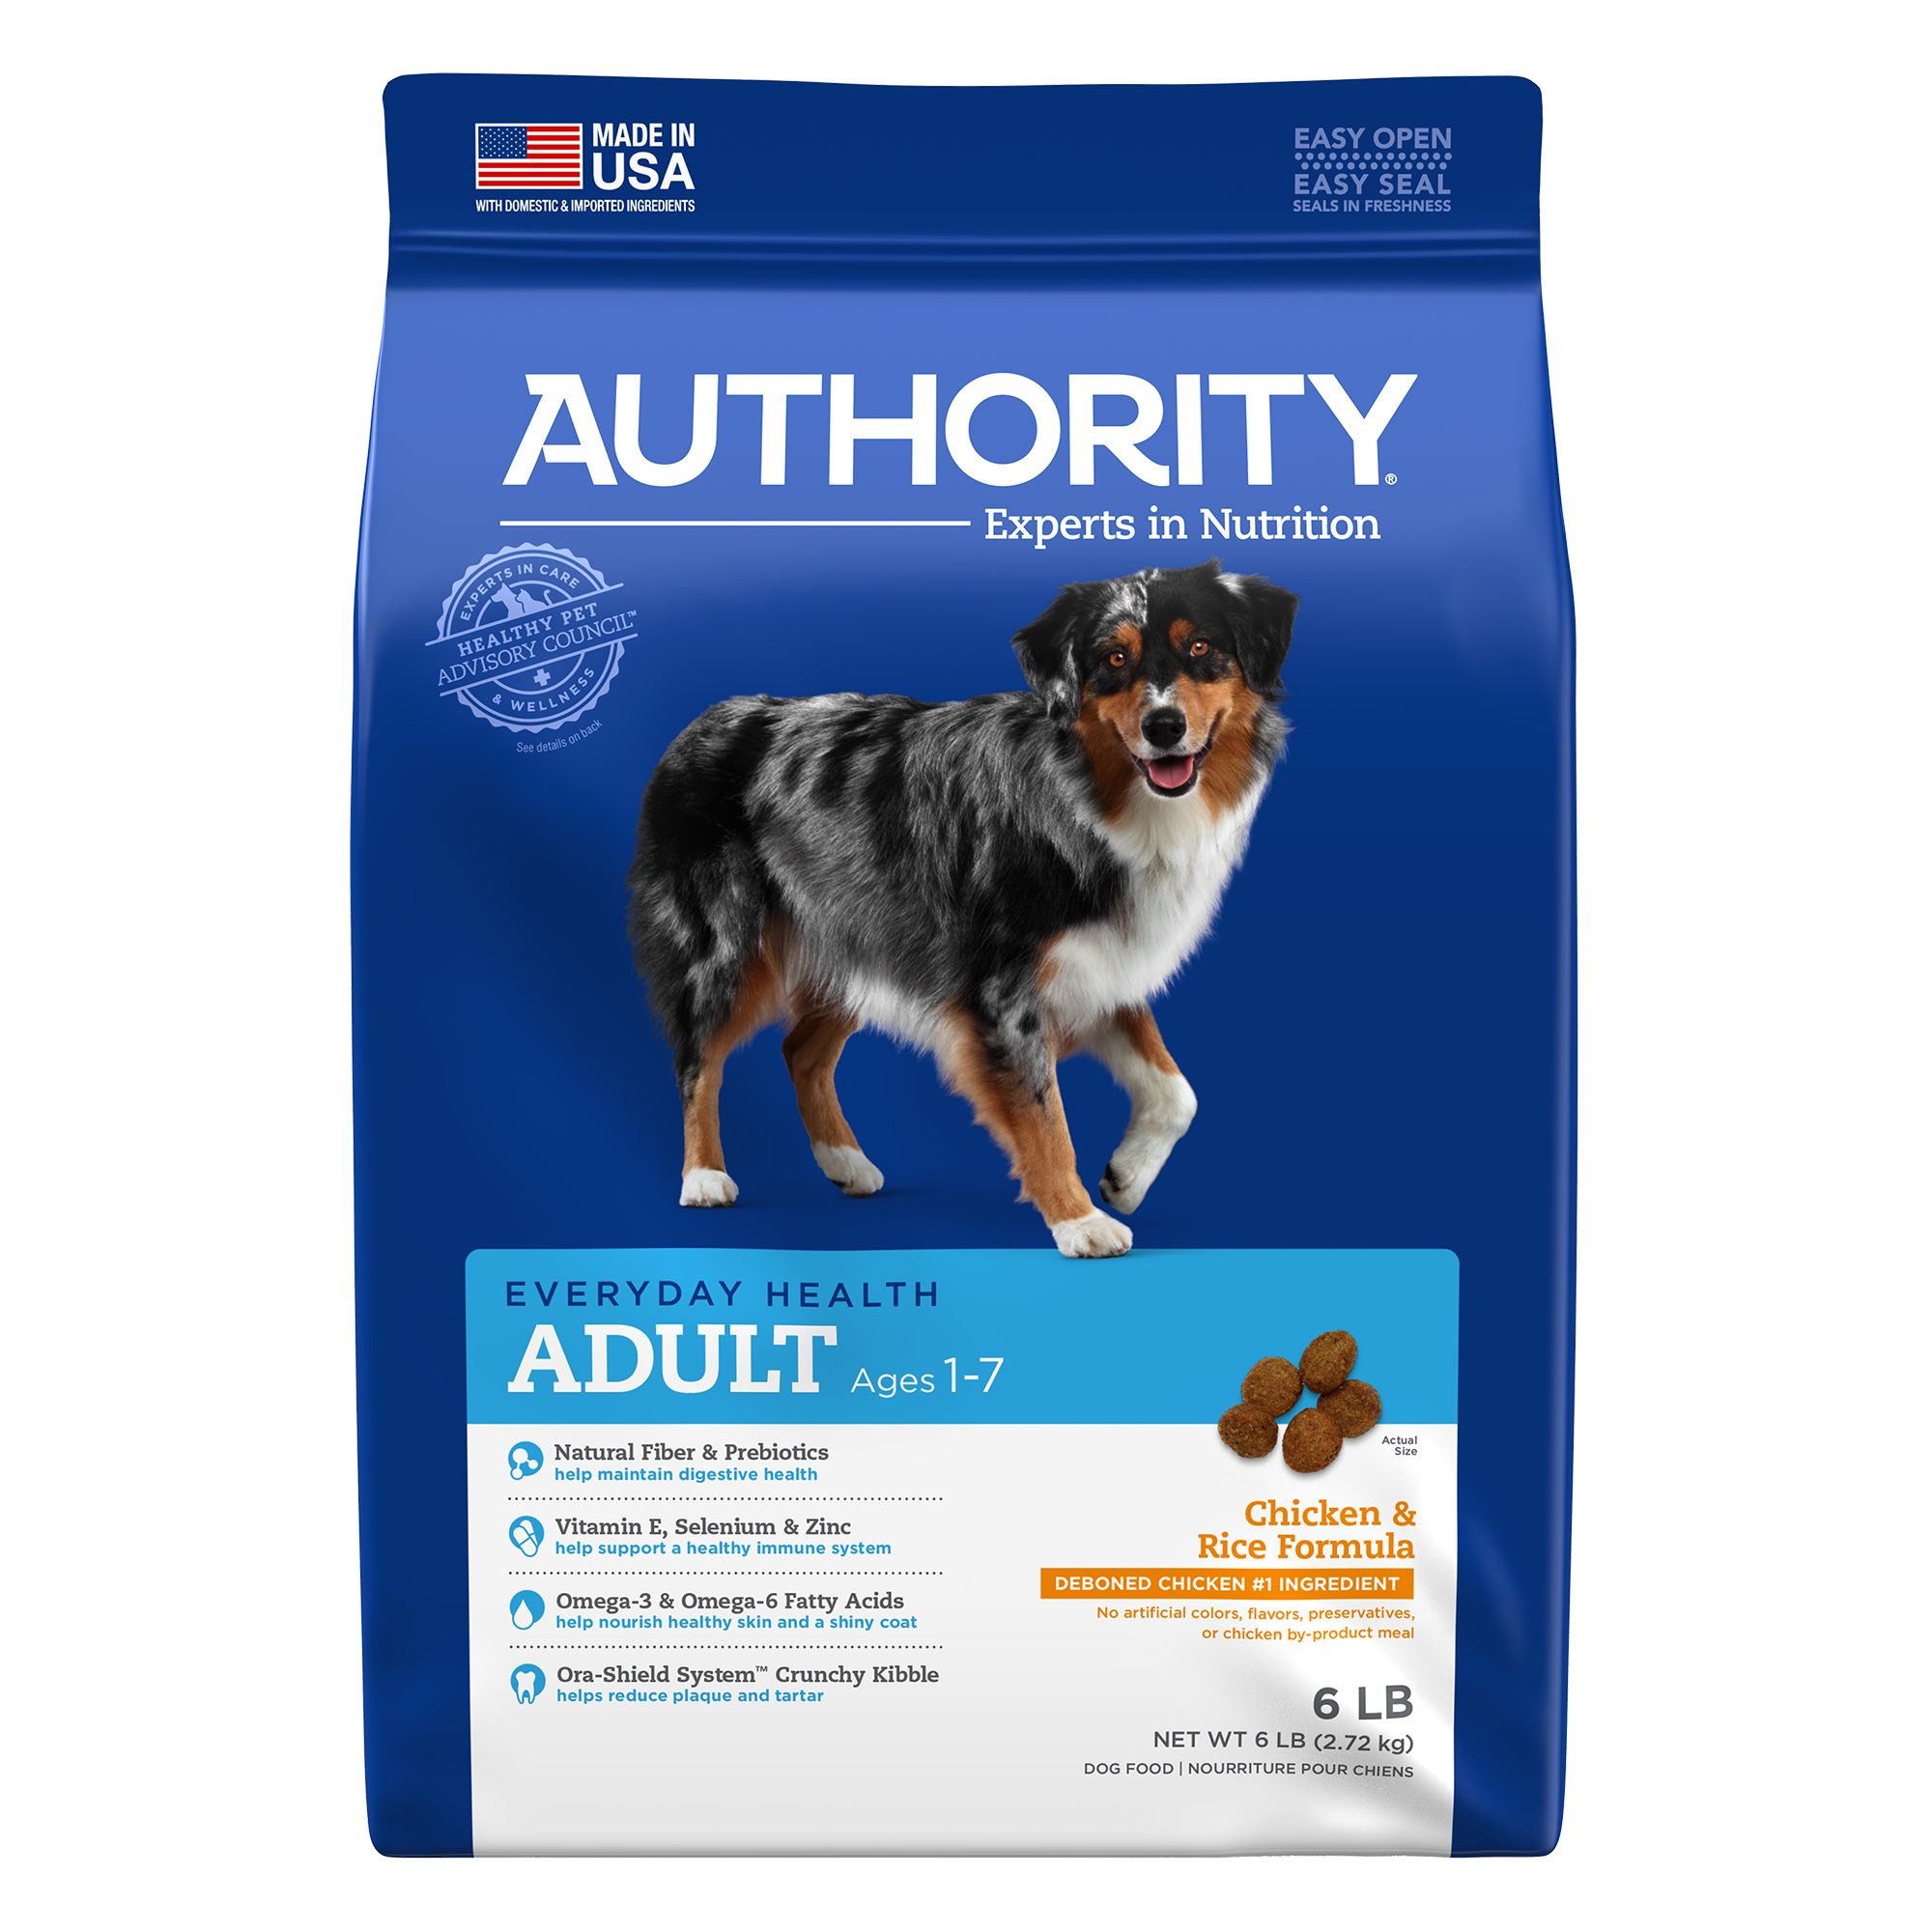 MADE IN
USA
WITH DOMESTIC & IMPORTED INGREDIENTS
EASY OPEN
EASY SEAL
SEALS IN FRESHNESS
AUTHORITY®
Experts in Nutrition
EXPERTS IN CARE
HEALTHY PET
ADVISORY COUNCIL™
& WELLNESS
See details on back
EVERYDAY HEALTH
ADULT Ages 1-7
Natural Fiber & Prebiotics
help maintain digestive health
Vitamin E, Selenium & Zinc
help support a healthy immune system
Omega-3 & Omega-6 Fatty Acids
help nourish healthy skin and a shiny coat
Ora-Shield System™ Crunchy Kibble
helps reduce plaque and tartar
Actual
Size
Chicken &
Rice Formula
DEBONED CHICKEN #1 INGREDIENT
No artificial colors, flavors, preservatives,
or chicken by-product meal
6 LB
NET WT 6 LB (2.72 kg)
DOG FOOD | NOURRITURE POUR CHIENS